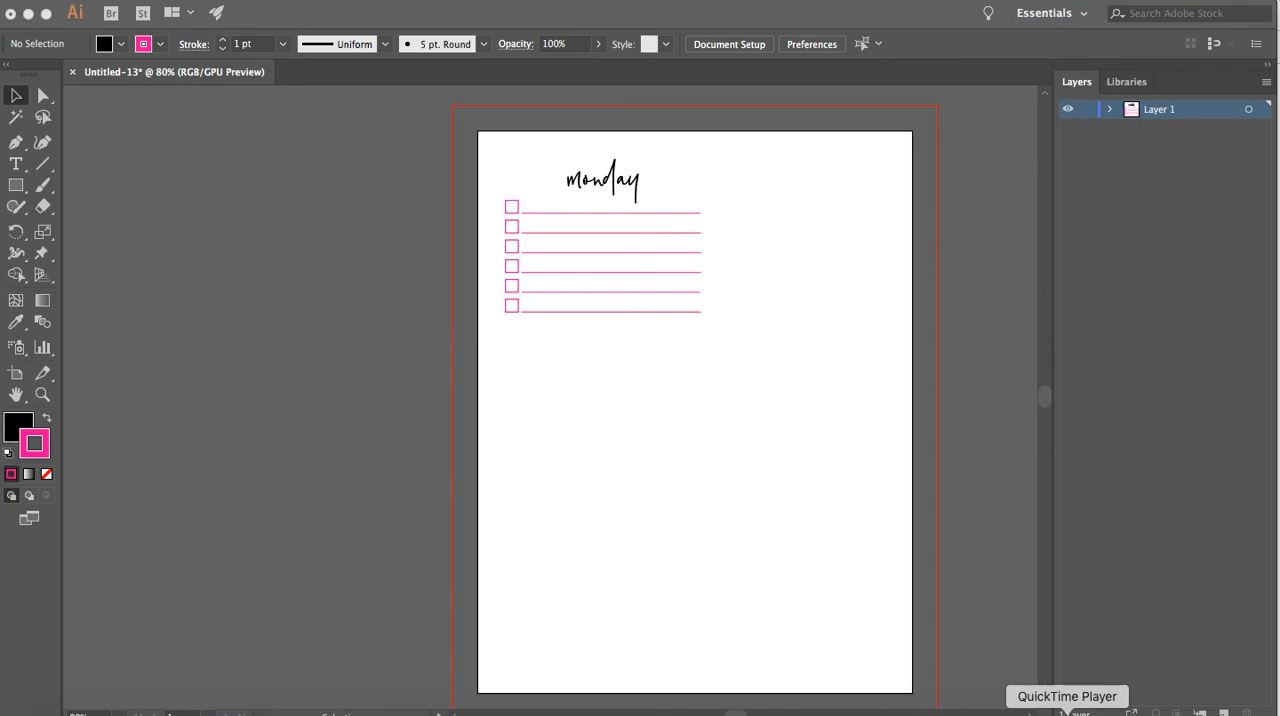 Ai Br St Essentials Search Adobe Stock
No Selection Stroke: 1 pt Uniform 5 pt. Round Opacity: 100% Style: Document Setup Preferences
Untitled-13* @ 80% (RGB/GPU Preview)
Layers Libraries
Layer 1
monday
QuickTime Player